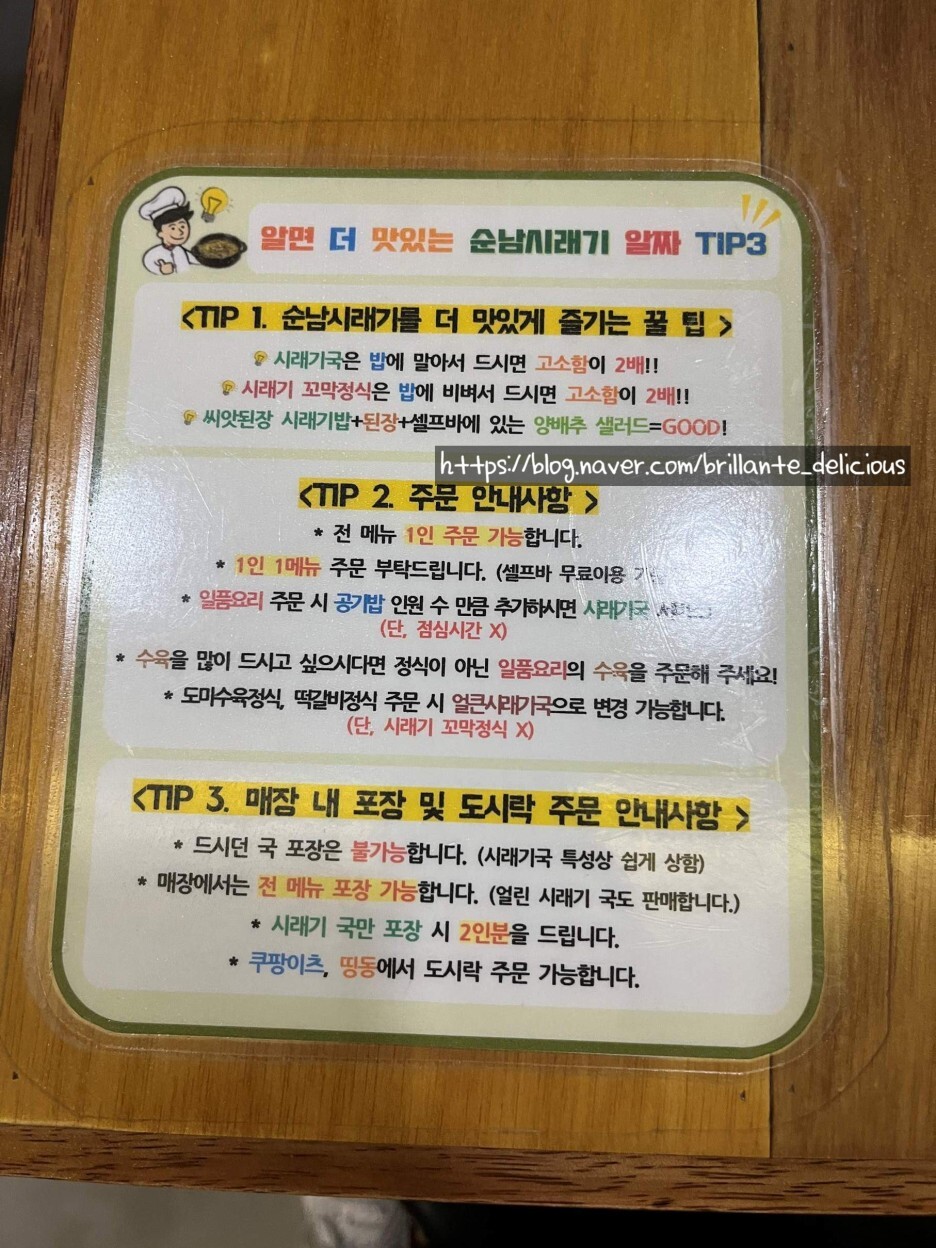 알면 더 맛있는 순남시래기 알짜 TIP3
<TIP 1. 순남시래기를 더 맛있게 즐기는 꿀 팁 >
시래기국은 밥에 말아서 드시면 고소함이 2배!!
시래기 꼬막정식은 밥에 비벼서 드시면 고소함이 2배!!
씨앗된장 시래기밥+된장+셀프바에 있는 양배추 샐러드=GOOD!
https://blog.naver.com/brillante_delicious
<TIP 2. 주문 안내사항 >
* 전 메뉴 1인 주문 가능합니다.
* 1인 1메뉴 주문 부탁드립니다. (셀프바 무료이용
* 일품요리 주문 시 공기밥 인원 수 만큼 추가하시면 시래기국
(단, 점심시간 X)
* 수육을 많이 드시고 싶으시다면 정식이 아닌 일품요리의 수육을 주문해 주세요!
* 도마수육정식, 떡갈비정식 주문 시 얼큰시래기국으로 변경 가능합니다.
(단, 시래기 꼬막정식 X)
<TIP 3. 매장 내 포장 및 도시락 주문 안내사항 >
* 드시던 국 포장은 불가능합니다. (시래기국 특성상 쉽게 상함)
* 매장에서는 전 메뉴 포장 가능합니다. (얼린 시래기 국도 판매합니다.)
* 시래기 국만 포장 시 2인분을 드립니다.
* 쿠팡이츠, 띵동에서 도시락 주문 가능합니다.